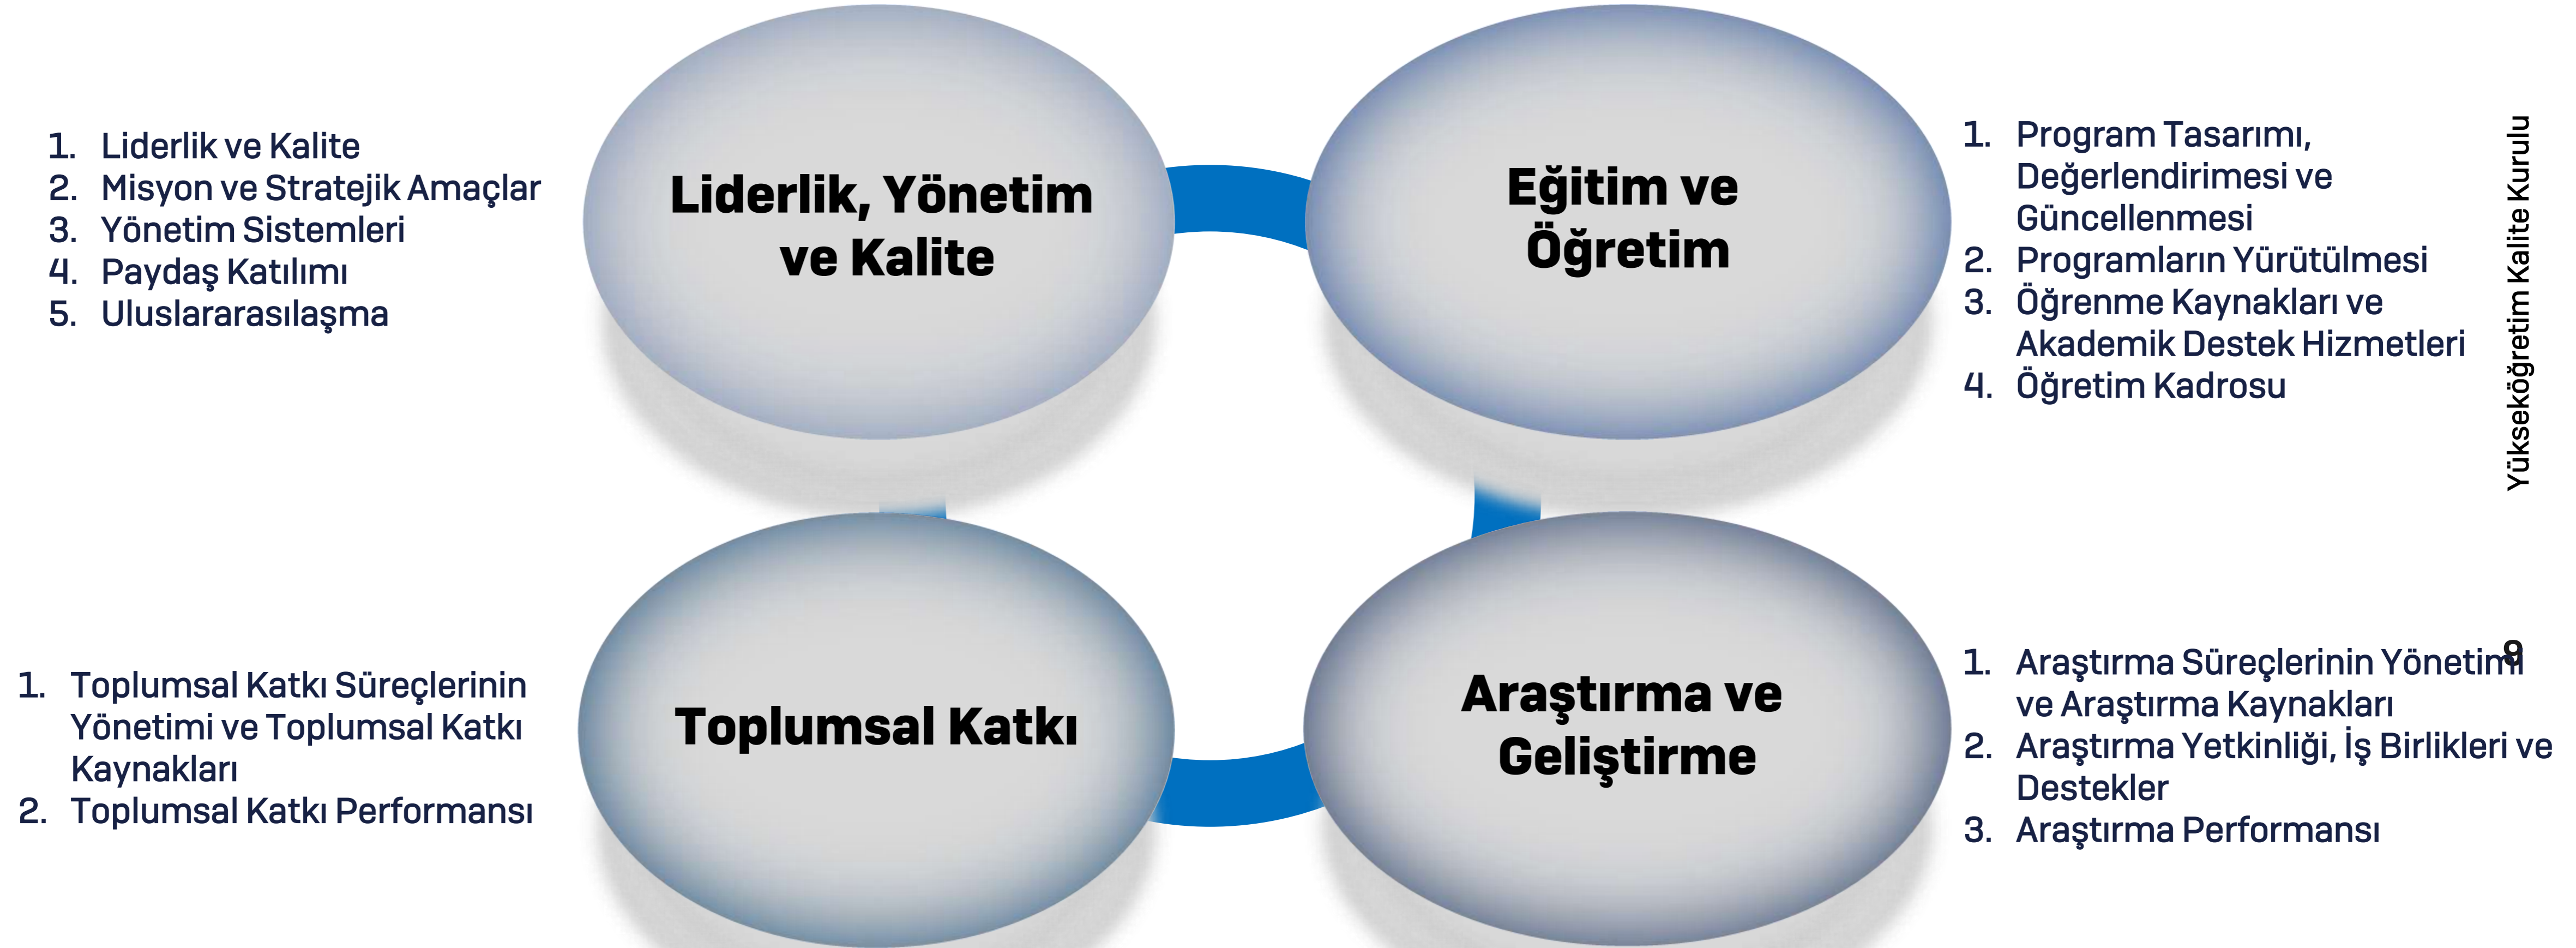 1. Liderlik ve Kalite
2. Misyon ve Stratejik Amaçlar
3. Yönetim Sistemleri
4. Paydaş Katılımı
5. Uluslararasılaşma
Liderlik, Yönetim
ve Kalite
Eğitim ve
Öğretim
1. Program Tasarımı,
Değerlendirimesi ve
Güncellenmesi
2. Programların Yürütülmesi
3. Öğrenme Kaynakları ve
Akademik Destek Hizmetleri
4. Öğretim Kadrosu
Yükseköğretim Kalite Kurulu
1. Toplumsal Katkı Süreçlerinin
Yönetimi ve Toplumsal Katkı
Kaynakları
2. Toplumsal Katkı Performansı
Toplumsal Katkı
Araştırma ve
Geliştirme
1. Araştırma Süreçlerinin Yönetimi
ve Araştırma Kaynakları
2. Araştırma Yetkinliği, İş Birlikleri ve
Destekler
3. Araştırma Performansı
9